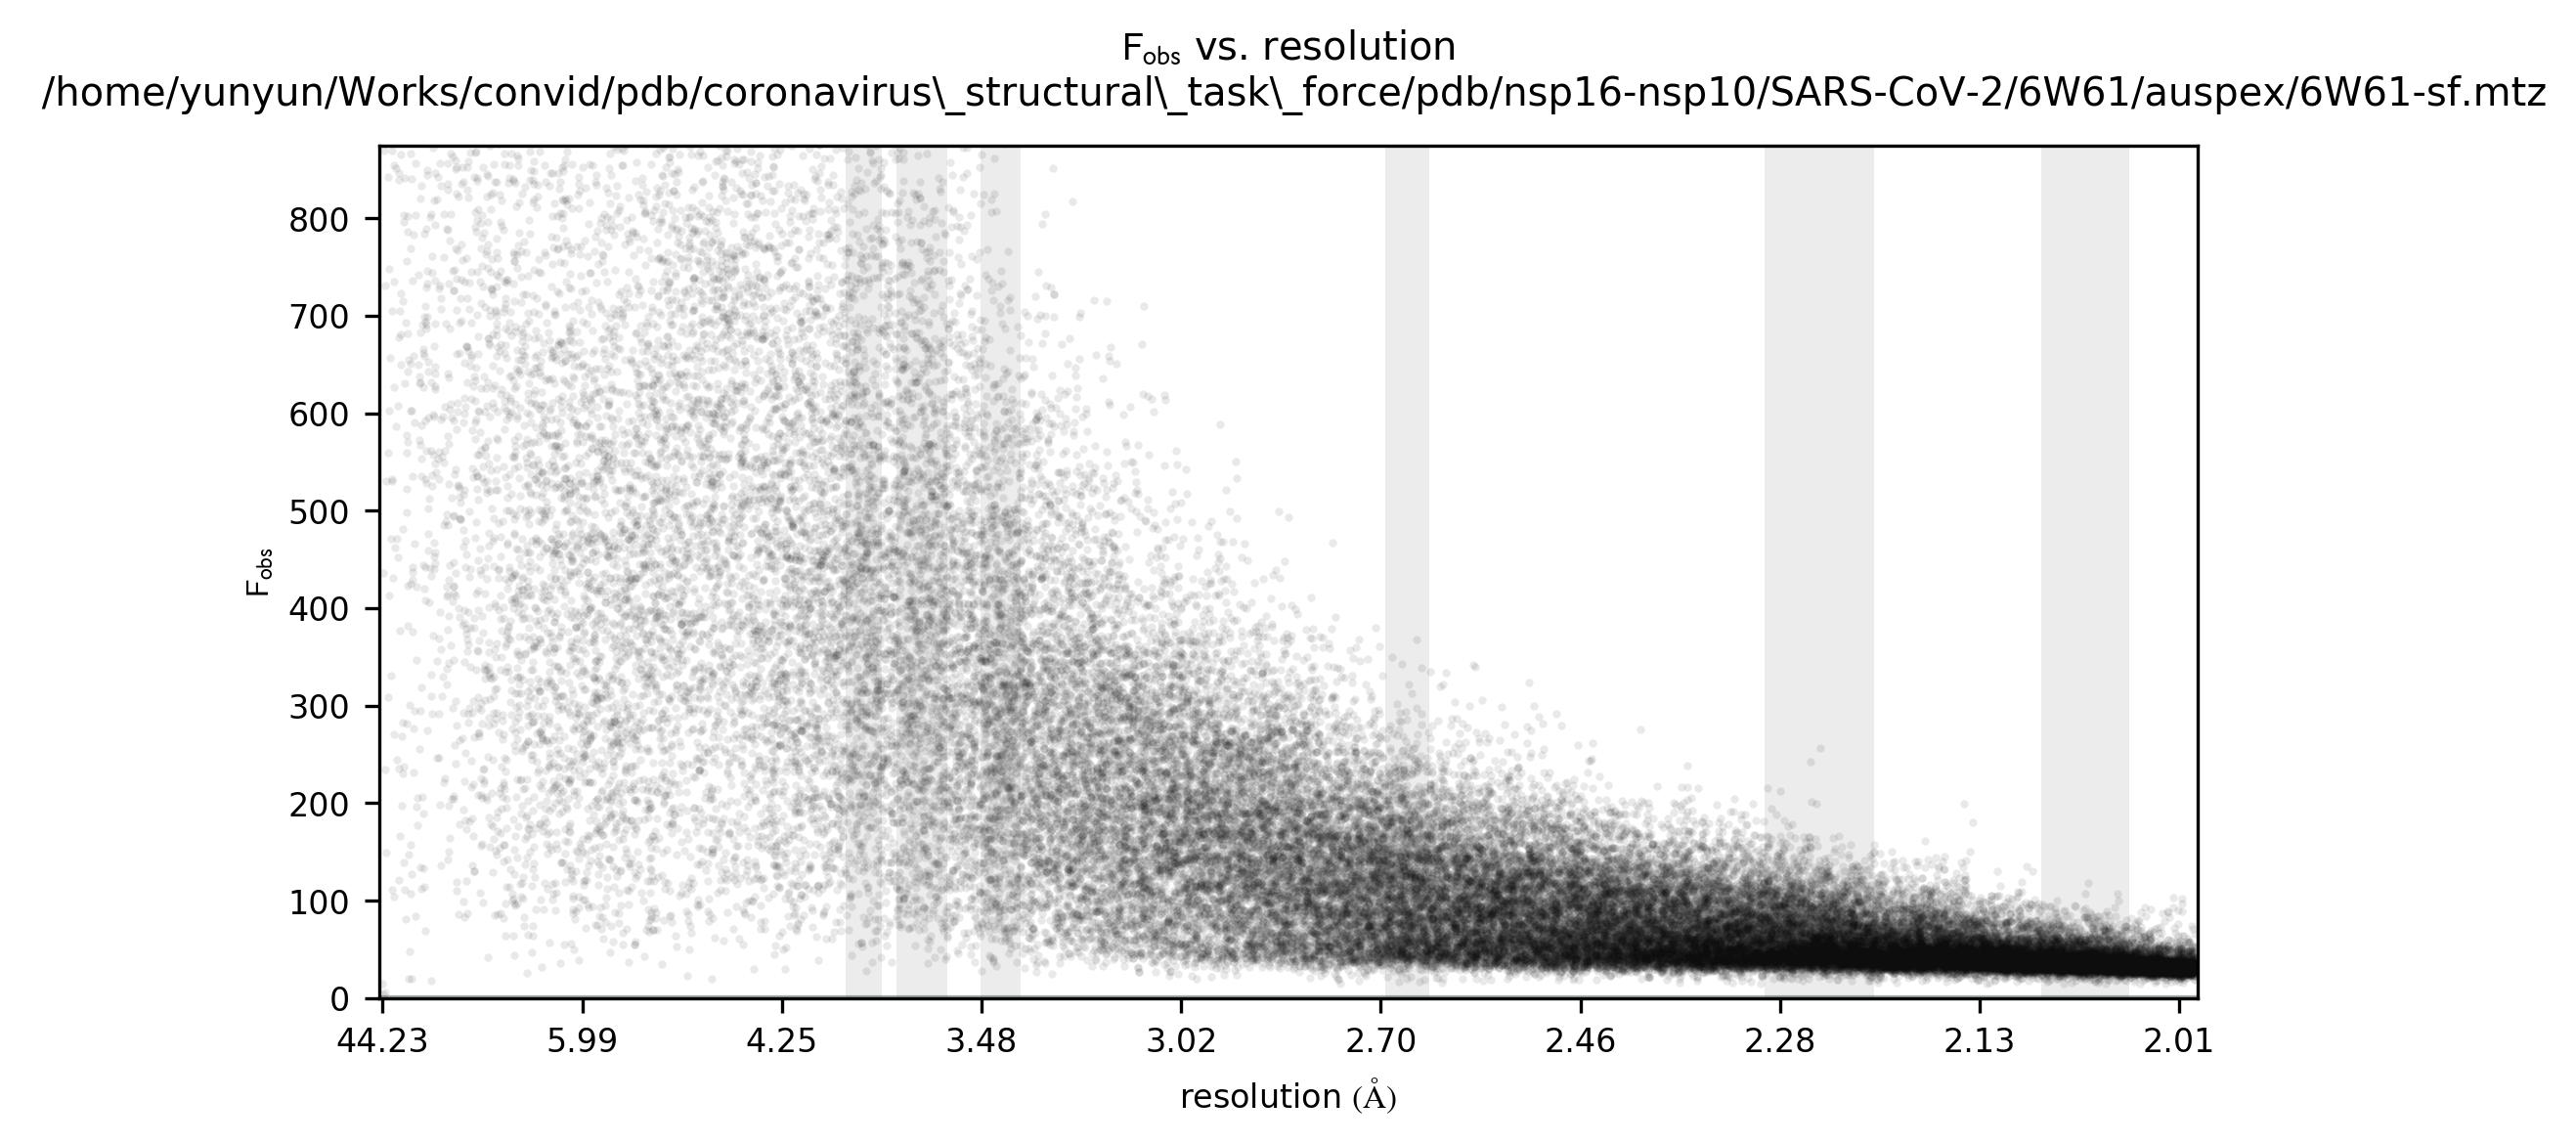 F_obs vs. resolution
/home/yunyun/Works/convid/pdb/coronavirus\_structural\_task\_force/pdb/nsp16-nsp10/SARS-CoV-2/6W61/auspex/6W61-sf.mtz
800
700
600
500
400
300
200
100
0
F_obs
44.23 5.99 4.25 3.48 3.02 2.70 2.46 2.28 2.13 2.01
resolution (Å)